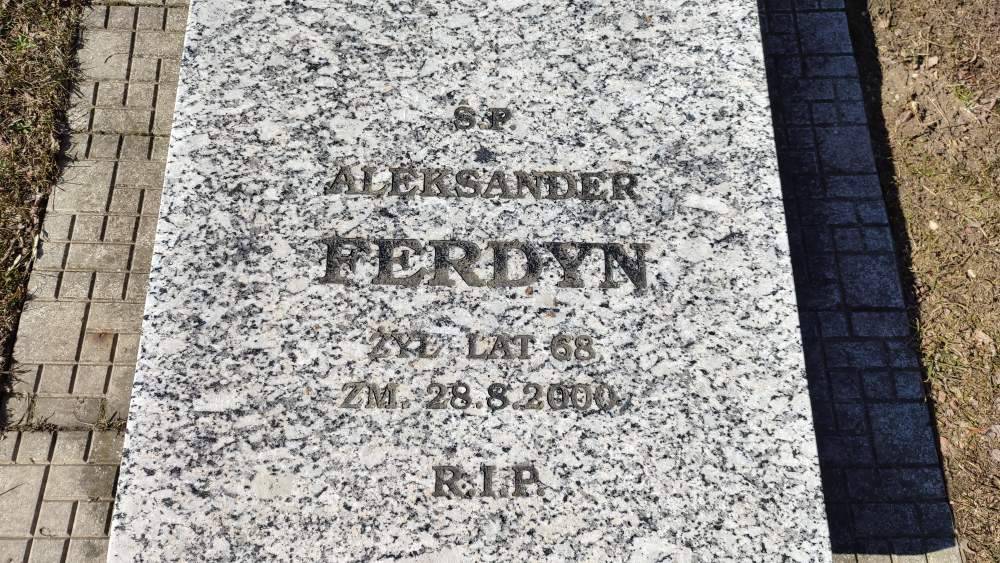 Ś.P.
ALEKSANDER
FERDYN
ŻYŁ LAT 68
ZM. 28.8.2000
R.I.P.